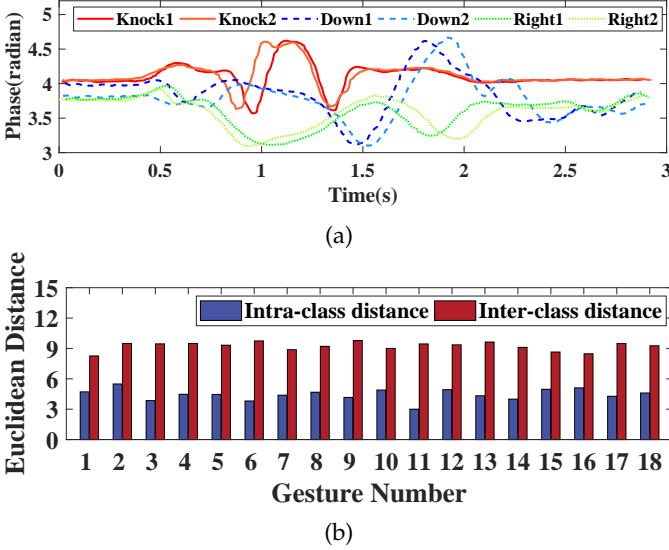 Knock1 Knock2 Down1 Down2 Right1 Right2
5
4.5
4
3.5
3
Phase(radian)
0 0.5 1 1.5 2 2.5 3
Time(s)
(a)
15
12
9
6
3
0
Euclidean Distance
Intra-class distance Inter-class distance
1 2 3 4 5 6 7 8 9 10 11 12 13 14 15 16 17 18
Gesture Number
(b)